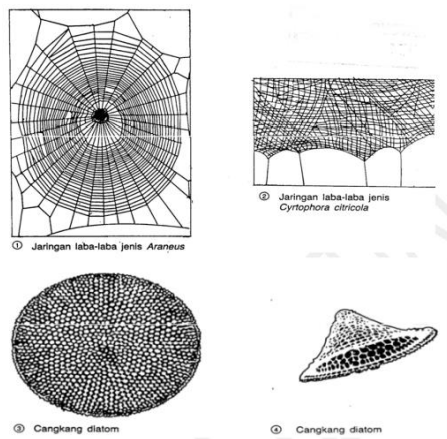 ① Jaringan laba-laba jenis Araneus
② Jaringan laba-laba jenis
Cyrtophora citricola
③ Cangkang diatom
④ Cangkang diatom